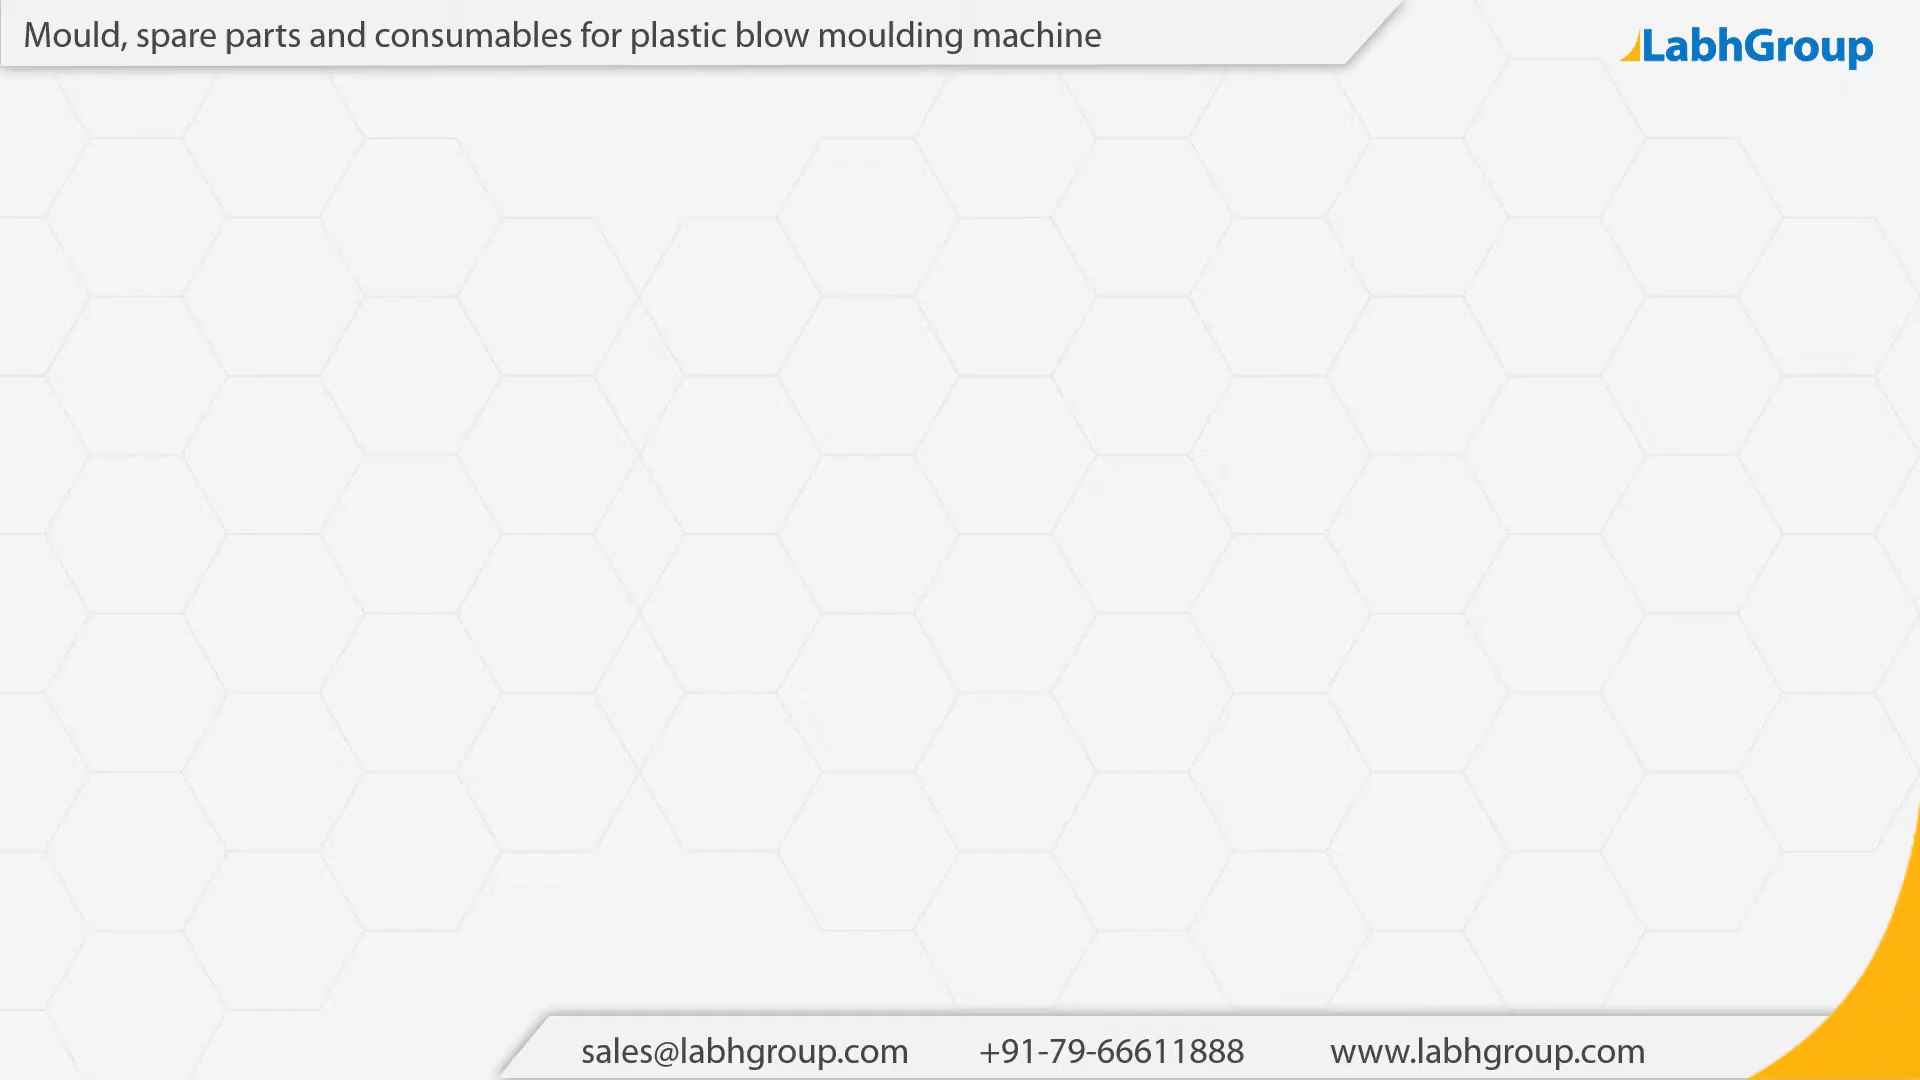 Mould, spare parts and consumables for plastic blow moulding machine
LabhGroup
sales@labhgroup.com +91-79-66611888 www.labhgroup.com